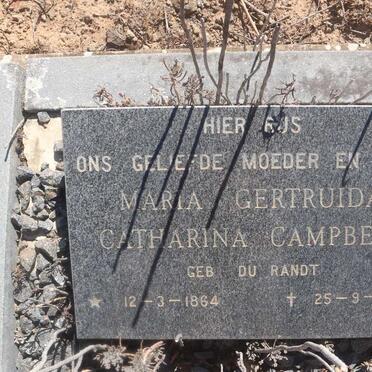 HIER RUS
ONS GELIEFDE MOEDER EN
MARIA GERTRUIDA
CATHARINA CAMPBE
GEB DU RANDT
* 12-3-1864 † 25-9-